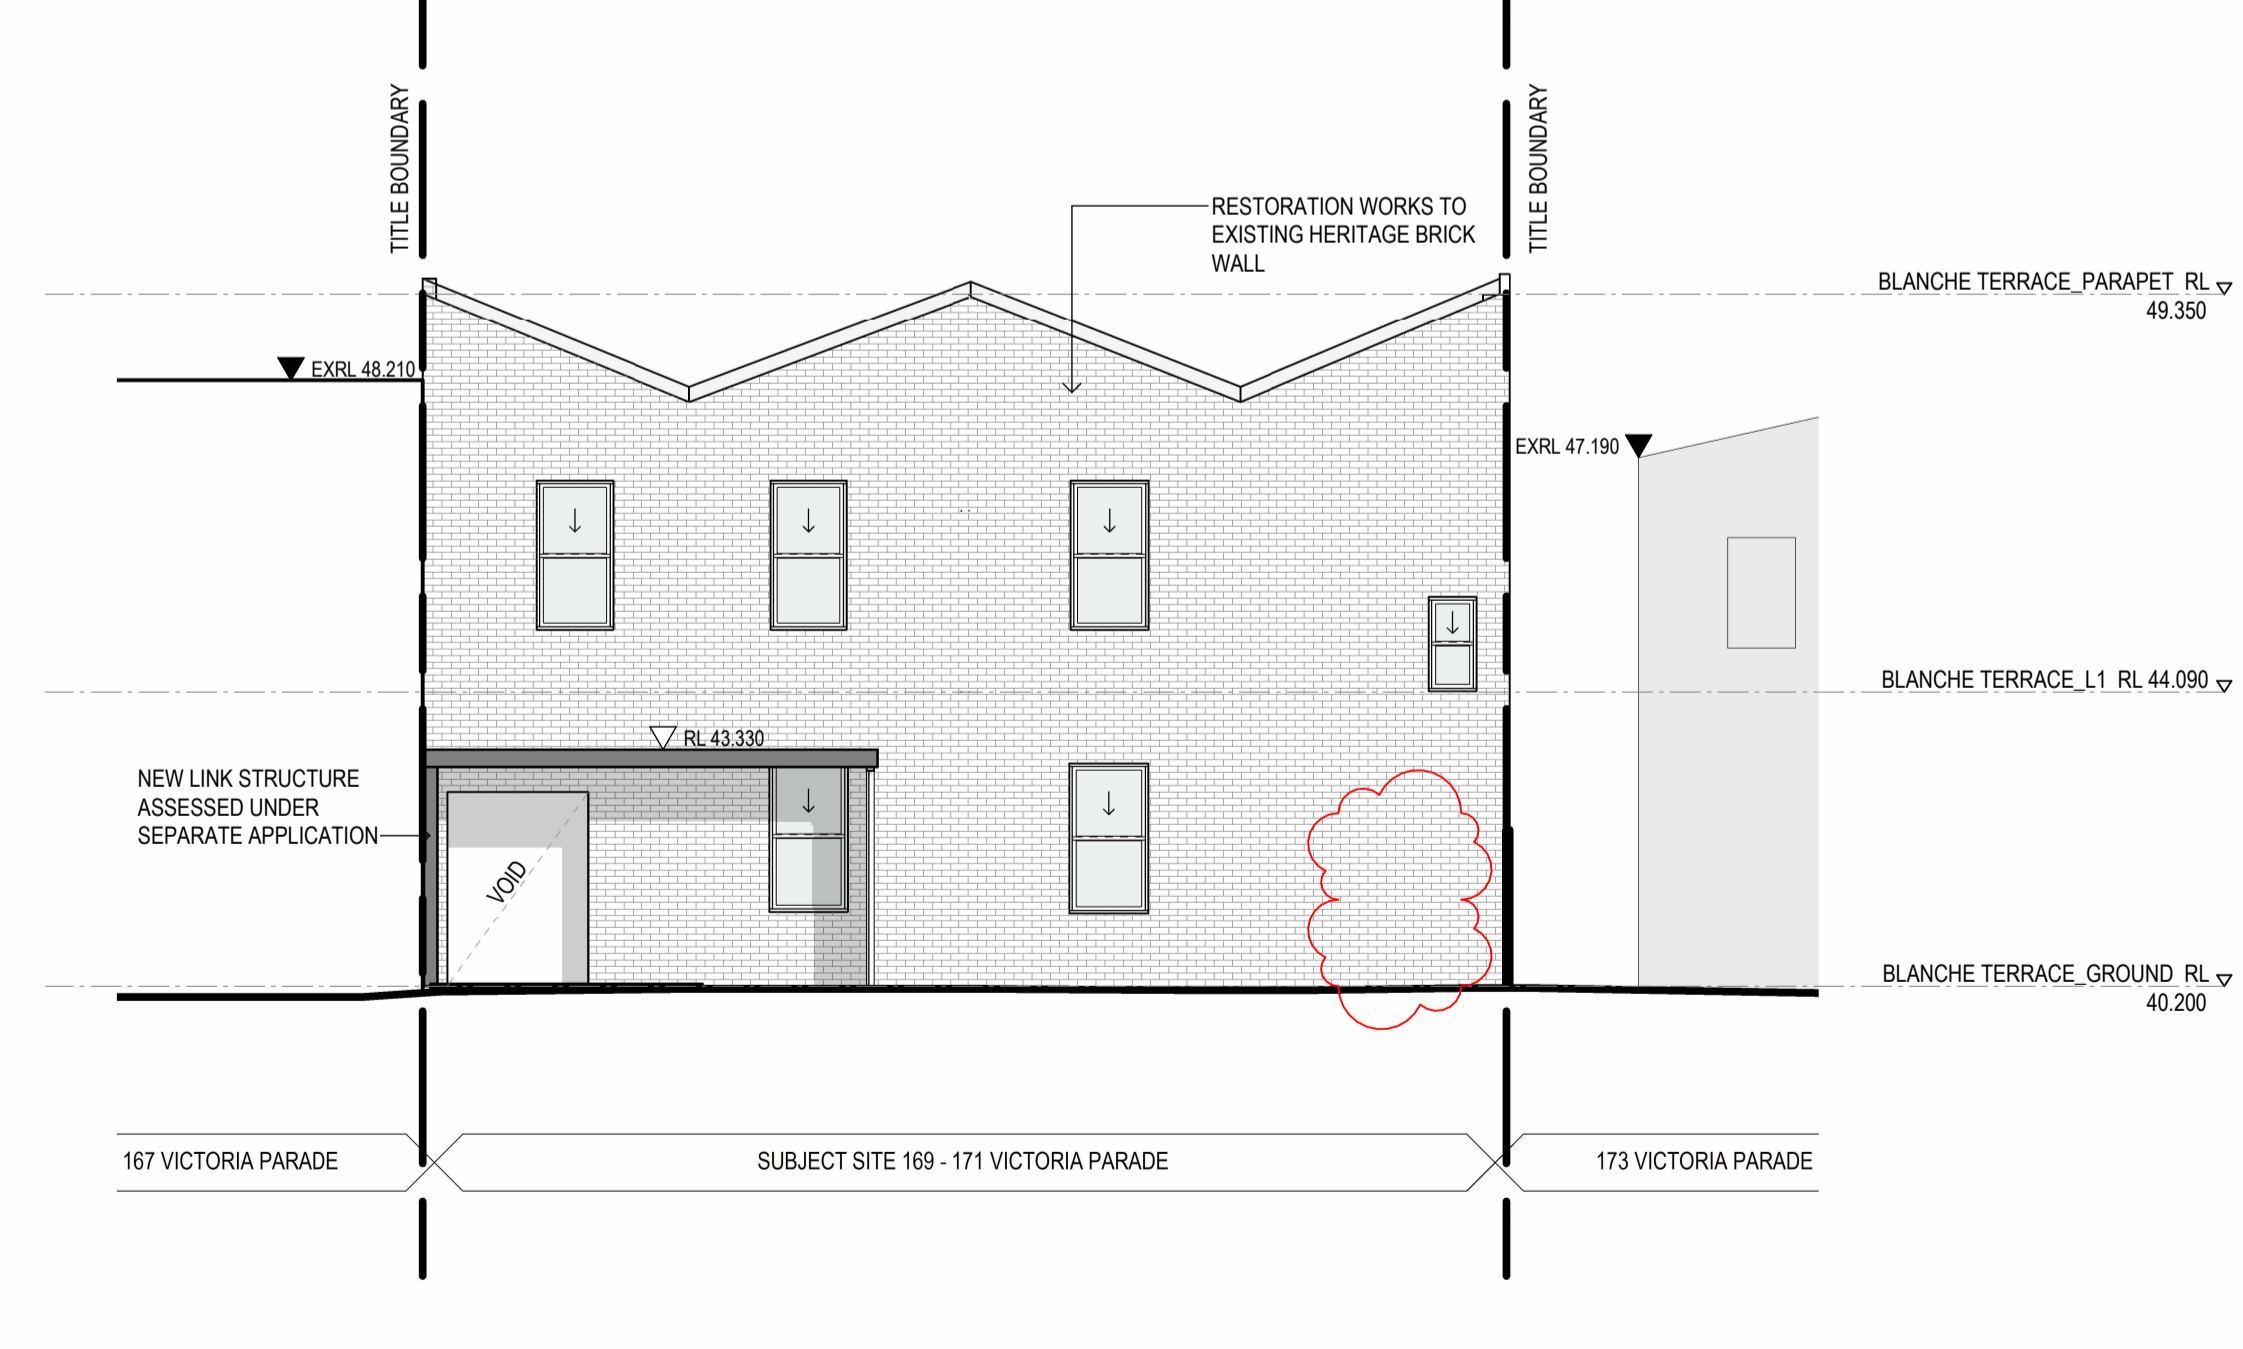 TITLE BOUNDARY
TITLE BOUNDARY
RESTORATION WORKS TO
EXISTING HERITAGE BRICK
WALL
BLANCHE TERRACE_PARAPET RL
49.350
EXRL 48.210
EXRL 47.190
BLANCHE TERRACE_L1 RL 44.090
RL 43.330
NEW LINK STRUCTURE
ASSESSED UNDER
SEPARATE APPLICATION
VOID
BLANCHE TERRACE_GROUND RL
40.200
167 VICTORIA PARADE
SUBJECT SITE 169 - 171 VICTORIA PARADE
173 VICTORIA PARADE